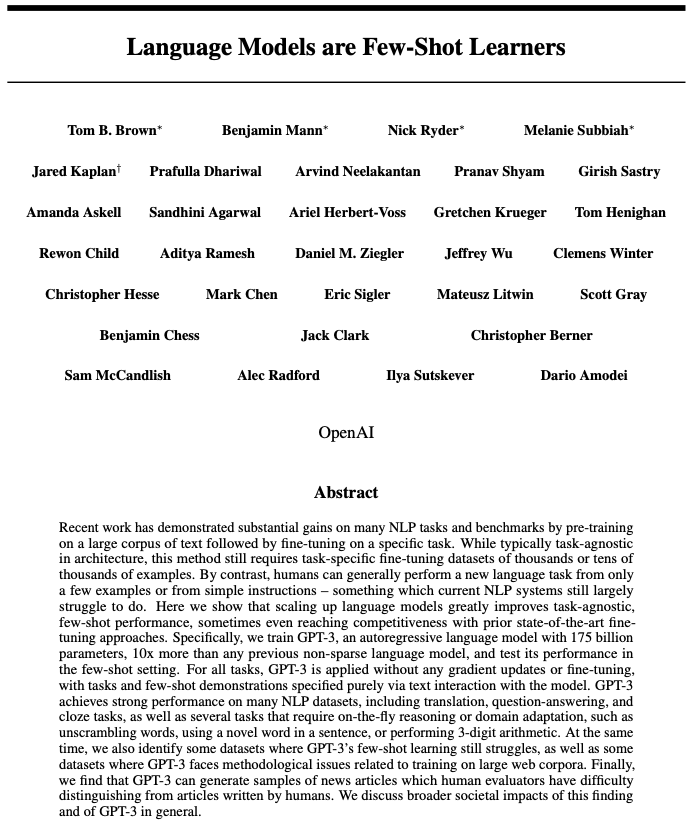 Language Models are Few-Shot Learners
Tom B. Brown∗ Benjamin Mann∗ Nick Ryder∗ Melanie Subbiah∗
Jared Kaplan† Prafulla Dhariwal Arvind Neelakantan Pranav Shyam Girish Sastry
Amanda Askell Sandhini Agarwal Ariel Herbert-Voss Gretchen Krueger Tom Henighan
Rewon Child Aditya Ramesh Daniel M. Ziegler Jeffrey Wu Clemens Winter
Christopher Hesse Mark Chen Eric Sigler Mateusz Litwin Scott Gray
Benjamin Chess Jack Clark Christopher Berner
Sam McCandlish Alec Radford Ilya Sutskever Dario Amodei
OpenAI
Abstract
Recent work has demonstrated substantial gains on many NLP tasks and benchmarks by pre-training
on a large corpus of text followed by fine-tuning on a specific task. While typically task-agnostic
in architecture, this method still requires task-specific fine-tuning datasets of thousands or tens of
thousands of examples. By contrast, humans can generally perform a new language task from only
a few examples or from simple instructions – something which current NLP systems still largely
struggle to do. Here we show that scaling up language models greatly improves task-agnostic,
few-shot performance, sometimes even reaching competitiveness with prior state-of-the-art fine-
tuning approaches. Specifically, we train GPT-3, an autoregressive language model with 175 billion
parameters, 10x more than any previous non-sparse language model, and test its performance in
the few-shot setting. For all tasks, GPT-3 is applied without any gradient updates or fine-tuning,
with tasks and few-shot demonstrations specified purely via text interaction with the model. GPT-3
achieves strong performance on many NLP datasets, including translation, question-answering, and
cloze tasks, as well as several tasks that require on-the-fly reasoning or domain adaptation, such as
unscrambling words, using a novel word in a sentence, or performing 3-digit arithmetic. At the same
time, we also identify some datasets where GPT-3's few-shot learning still struggles, as well as some
datasets where GPT-3 faces methodological issues related to training on large web corpora. Finally,
we find that GPT-3 can generate samples of news articles which human evaluators have difficulty
distinguishing from articles written by humans. We discuss broader societal impacts of this finding
and of GPT-3 in general.